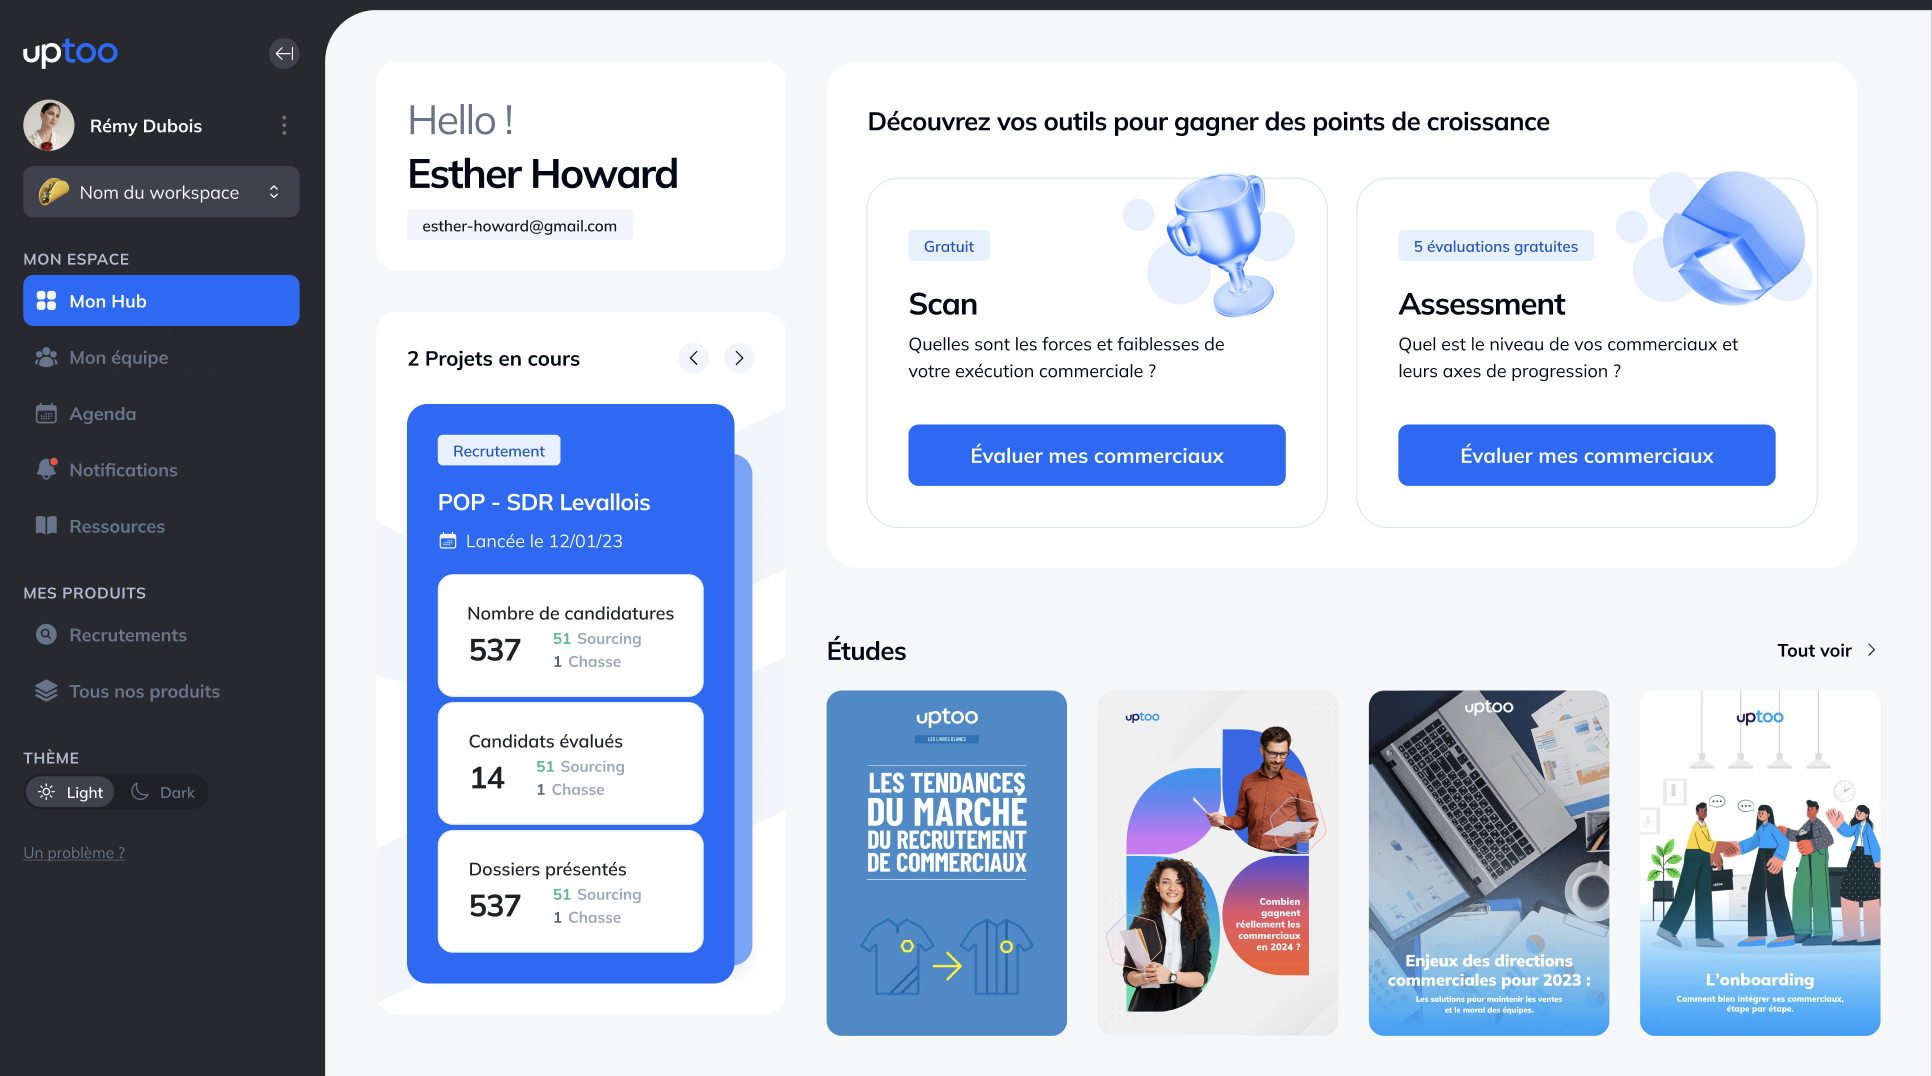 uptoo
Rémy Dubois
Nom du workspace
MON ESPACE
Mon Hub
Mon équipe
Agenda
Notifications
Ressources
MES PRODUITS
Recrutements
Tous nos produits
THÈME
Light
Dark
Un problème ?
Hello !
Esther Howard
esther-howard@gmail.com
2 Projets en cours
Recrutement
POP - SDR Levallois
Lancée le 12/01/23
Nombre de candidatures
537
51 Sourcing
1 Chasse
Candidats évalués
14
51 Sourcing
1 Chasse
Dossiers présentés
537
51 Sourcing
1 Chasse
Découvrez vos outils pour gagner des points de croissance
Gratuit
Scan
Quelles sont les forces et faiblesses de
votre exécution commerciale ?
Évaluer mes commerciaux
5 évaluations gratuites
Assessment
Quel est le niveau de vos commerciaux et
leurs axes de progression ?
Évaluer mes commerciaux
Études
Tout voir
uptoo
LES LIVRES BLANCS
LES TENDANCES
DU MARCHÉ
DU RECRUTEMENT
DE COMMERCIAUX
uptoo
Combien
gagnent
réellement les
commerciaux
en 2024 ?
uptoo
Enjeux des directions
commerciales pour 2023 :
Les solutions pour maintenir les ventes
et le moral des équipes.
uptoo
L'onboarding
Comment bien intégrer ses commerciaux,
étape par étape.